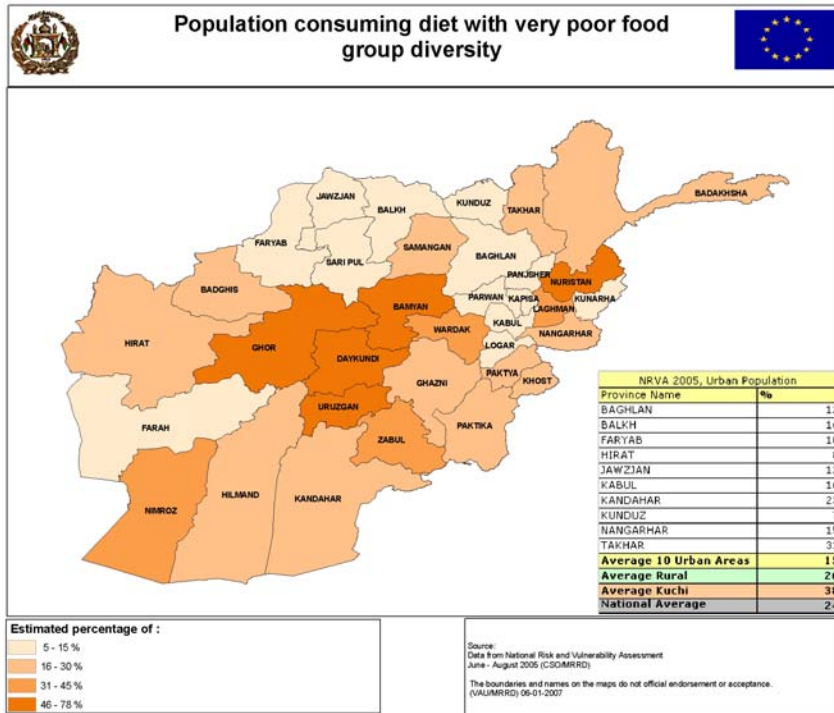 Population consuming diet with very poor food
group diversity
JAWZJAN
BALKH
KUNDUZ
TAKHAR
BADAKHSHA
FARYAB
SARI PUL
SAMANGAN
BAGHLAN
BADGHIS
PANJSHER
NURISTAN
BAMYAN
PARWAN
KAPISA
KUNARHA
LAGHMAN
HIRAT
GHOR
WARDAK
KABUL
NANGARHAR
DAYKUNDI
LOGAR
GHAZNI
PAKTYA
KHOST
URUZGAN
FARAH
ZABUL
PAKTIKA
NIMROZ
HILMAND
KANDAHAR
NRVA 2005, Urban Population
Province Name %
BAGHLAN
BALKH
FARYAB
HIRAT
JAWZJAN
KABUL
KANDAHAR
KUNDUZ
NANGARHAR
TAKHAR
Average 10 Urban Areas
Average Rural
Average Kuchi
National Average
Estimated percentage of :
5 - 15 %
16 - 30 %
31 - 45 %
46 - 78 %
Source:
Data from National Risk and Vulnerability Assessment
June - August 2005 (CSO/MRRD)
The boundaries and names on the maps do not official endorsement or acceptance.
(VAU/MRRD) 06-01-2007